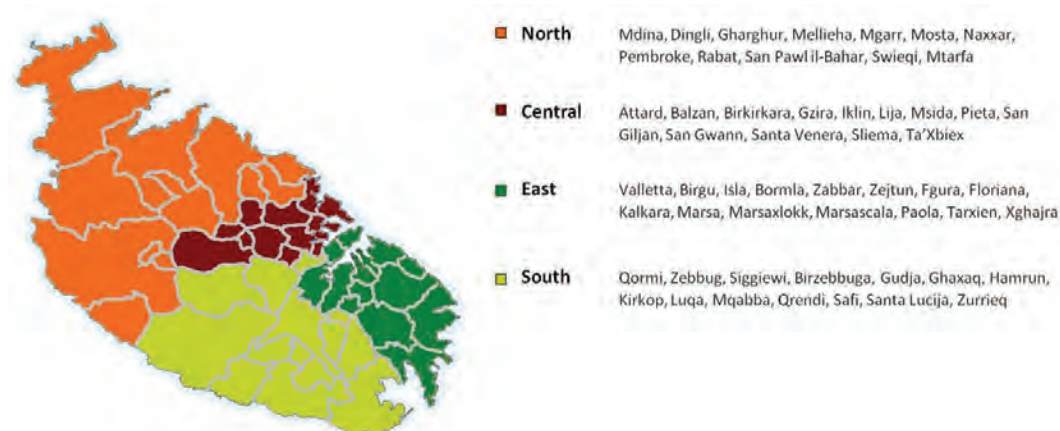 North Mdina, Dingli, Gharghur, Mellieha, Mgarr, Mosta, Naxxar,
Pembroke, Rabat, San Pawl il-Bahar, Swieqi, Mtarfa
Central Attard, Balzan, Birkirkara, Gzira, Iklin, Lija, Msida, Pieta, San
Giljan, San Gwann, Santa Venera, Sliema, Ta'Xbiex
East Valletta, Birgu, Isla, Bormla, Zabbar, Zejtun, Fgura, Floriana,
Kalkara, Marsa, Marsaxlokk, Marsascala, Paola, Tarxien, Xghajra
South Qormi, Zebbug, Siggiewi, Birzebbuga, Gudja, Ghaxaq, Hamrun,
Kirkop, Luqa, Mqabba, Qrendi, Safi, Santa Lucija, Zurrieq